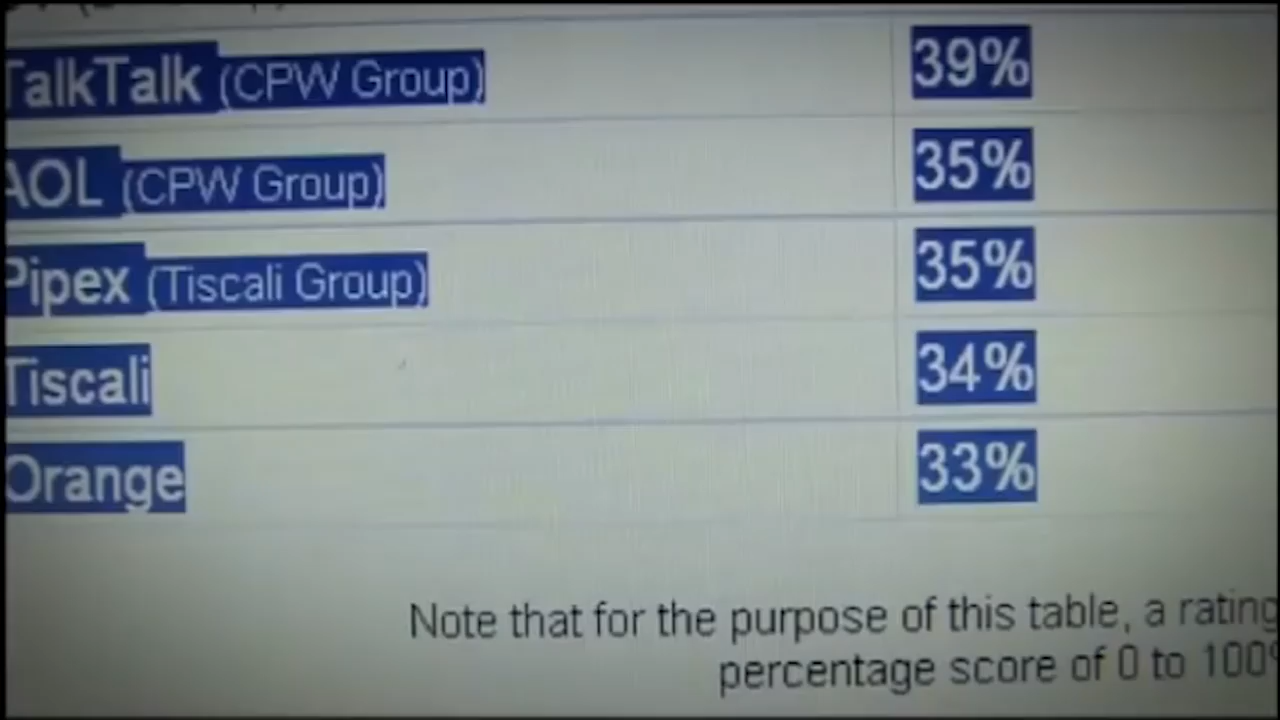 TalkTalk (CPW Group) 39%
AOL (CPW Group) 35%
Pipex (Tiscali Group) 35%
Tiscali 34%
Orange 33%
Note that for the purpose of this table, a rating
percentage score of 0 to 100%